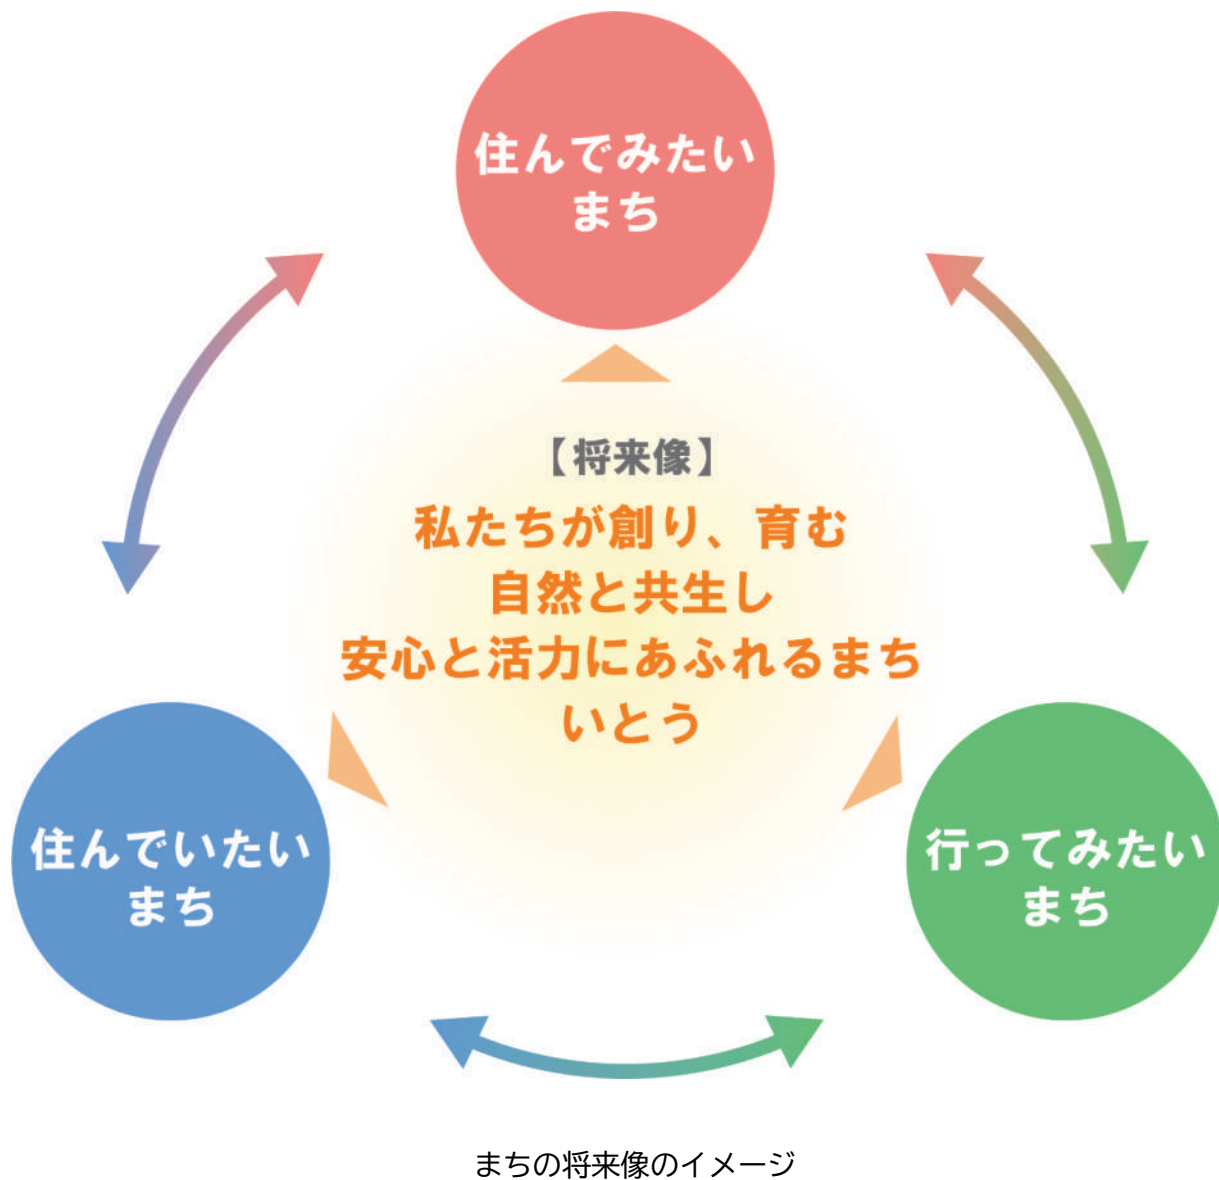 住んでみたい
まち
【将来像】
私たちが創り、育む
自然と共生し
安心と活力にあふれるまち
いとう
住んでいたい
まち
行ってみたい
まち
まちの将来像のイメージ